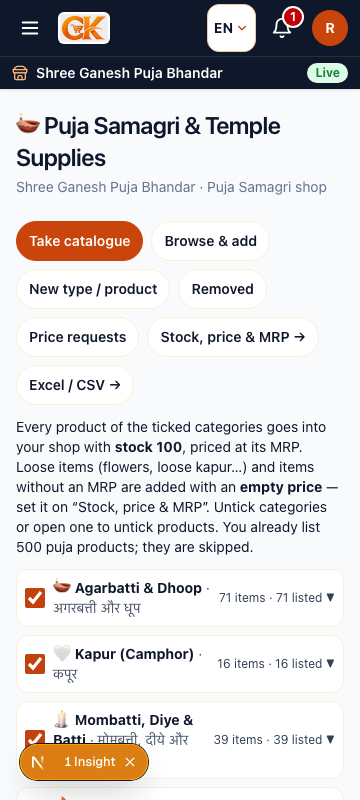 GK
EN
1
R
Shree Ganesh Puja Bhandar
Live
Puja Samagri & Temple
Supplies
Shree Ganesh Puja Bhandar · Puja Samagri shop
Take catalogue
Browse & add
New type / product
Removed
Price requests
Stock, price & MRP →
Excel / CSV →
Every product of the ticked categories goes into
your shop with stock 100, priced at its MRP.
Loose items (flowers, loose kapur…) and items
without an MRP are added with an empty price —
set it on “Stock, price & MRP”. Untick categories
or open one to untick products. You already list
500 puja products; they are skipped.
Agarbatti & Dhoop ·
अगरबत्ती और धूप
71 items · 71 listed ▼
Kapur (Camphor) ·
कपूर
16 items · 16 listed ▼
Mombatti, Diye &
Batti · मोमबत्ती, दीये और
39 items · 39 listed ▼
N
1 Insight